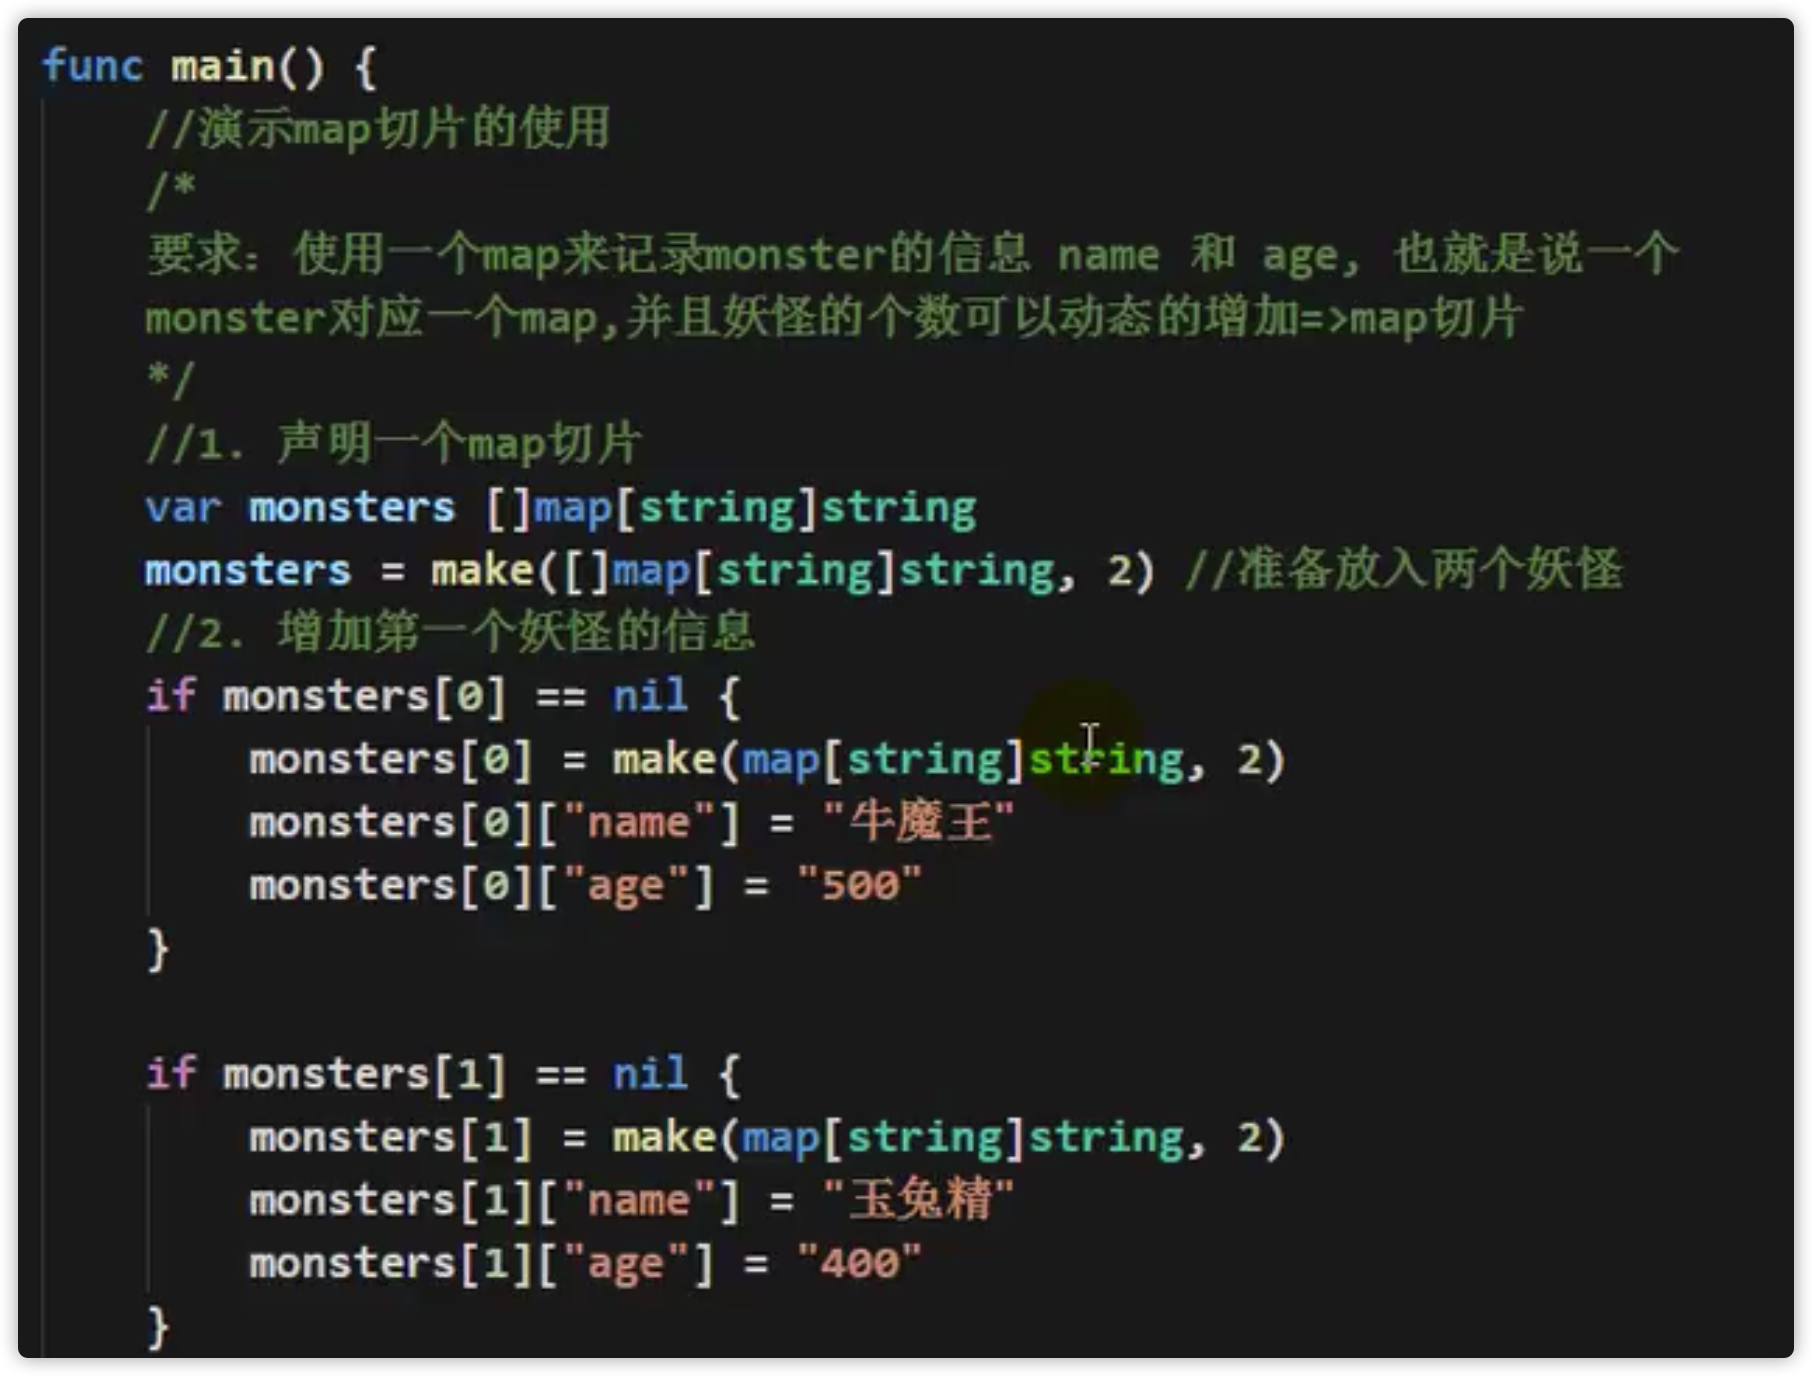 func main() {
//演示map切片的使用
/*
要求：使用一个map来记录monster的信息 name 和 age, 也就是说一个
monster对应一个map,并且妖怪的个数可以动态的增加=>map切片
*/
//1. 声明一个map切片
var monsters []map[string]string
monsters = make([]map[string]string, 2) //准备放入两个妖怪
//2. 增加第一个妖怪的信息
if monsters[0] == nil {
monsters[0] = make(map[string]string, 2)
monsters[0]["name"] = "牛魔王"
monsters[0]["age"] = "500"
}
if monsters[1] == nil {
monsters[1] = make(map[string]string, 2)
monsters[1]["name"] = "玉兔精"
monsters[1]["age"] = "400"
}